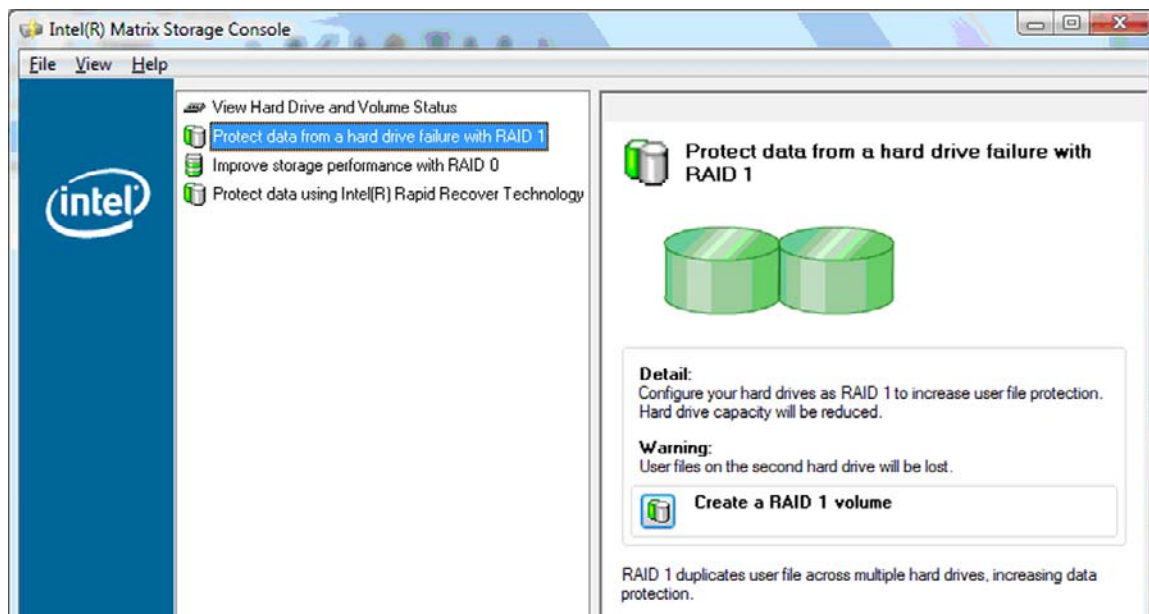 Intel(R) Matrix Storage Console
File View Help
intel
View Hard Drive and Volume Status
Protect data from a hard drive failure with RAID 1
Improve storage performance with RAID 0
Protect data using Intel(R) Rapid Recover Technology
Protect data from a hard drive failure with
RAID 1
Detail:
Configure your hard drives as RAID 1 to increase user file protection.
Hard drive capacity will be reduced.
Warning:
User files on the second hard drive will be lost.
Create a RAID 1 volume
RAID 1 duplicates user file across multiple hard drives, increasing data
protection.